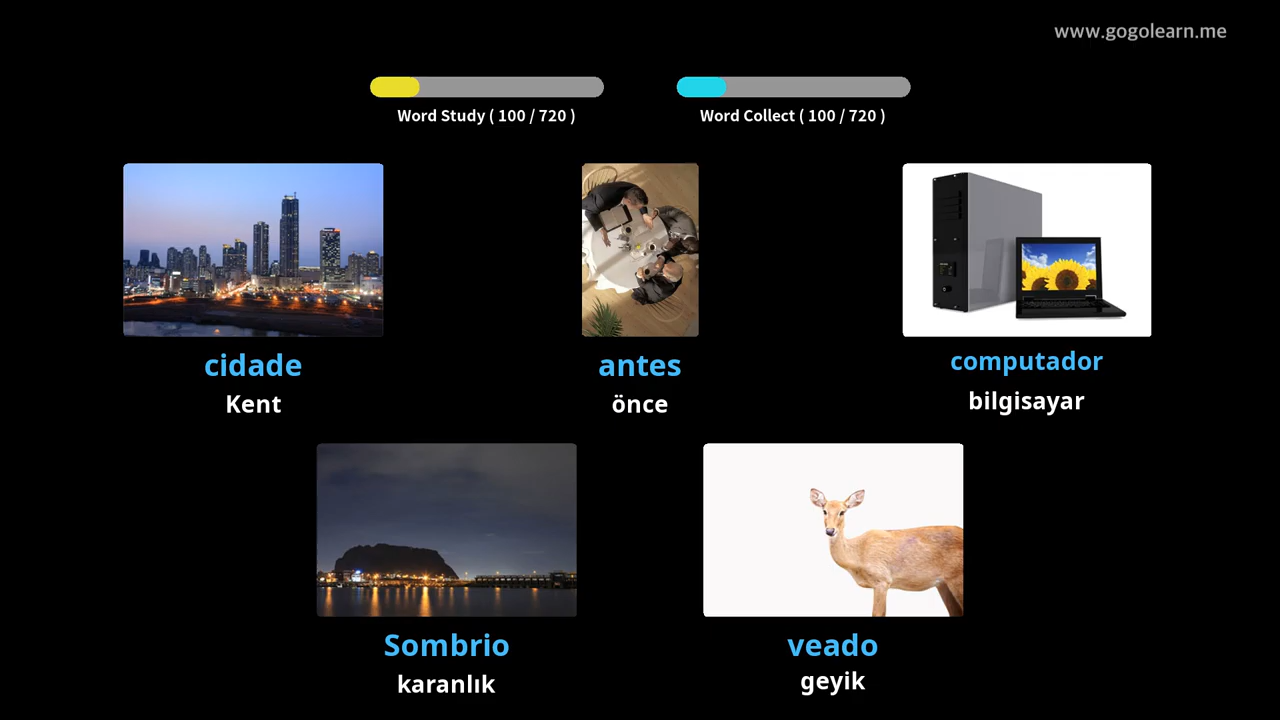 www.gogolearn.me
Word Study ( 100 / 720 )
Word Collect ( 100 / 720 )
cidade
Kent
antes
önce
computador
bilgisayar
Sombrio
karanlık
veado
geyik